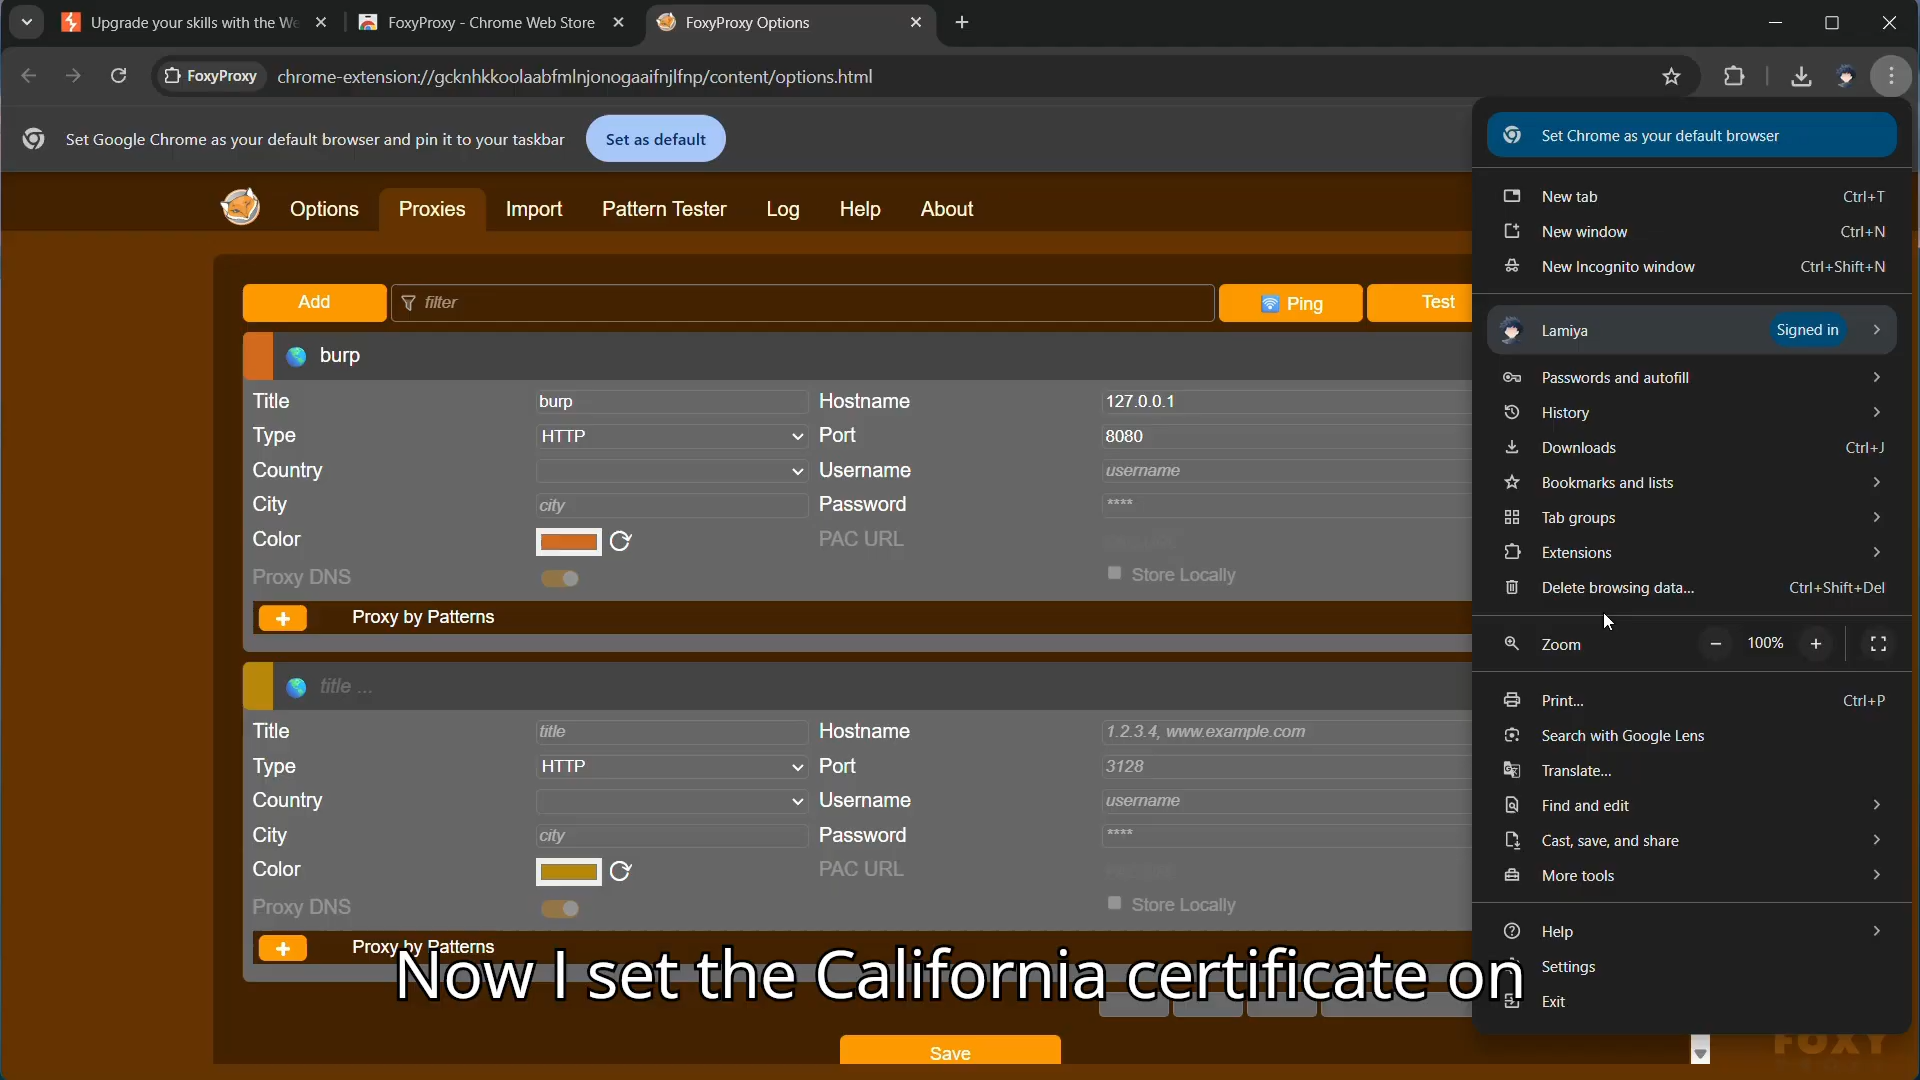 Upgrade your skills with the We
FoxyProxy - Chrome Web Store
FoxyProxy Options
FoxyProxy
chrome-extension://gcknhkkoolaabfmlnjonogaaifnjlfnp/content/options.html
Set Google Chrome as your default browser and pin it to your taskbar
Set as default
Options
Proxies
Import
Pattern Tester
Log
Help
About
Add
filter
Ping
Test
burp
Title
burp
Hostname
127.0.0.1
Type
HTTP
Port
8080
Country
Username
username
City
city
Password
****
Color
PAC URL
Proxy DNS
Store Locally
Proxy by Patterns
title ...
Title
title
Hostname
1.2.3.4, www.example.com
Type
HTTP
Port
3128
Country
Username
username
City
city
Password
****
Color
PAC URL
Proxy DNS
Store Locally
Proxy by Patterns
Save
Set Chrome as your default browser
New tab Ctrl+T
New window Ctrl+N
New Incognito window Ctrl+Shift+N
Lamiya Signed in
Passwords and autofill
History
Downloads Ctrl+J
Bookmarks and lists
Tab groups
Extensions
Delete browsing data... Ctrl+Shift+Del
Zoom − 100% +
Print... Ctrl+P
Search with Google Lens
Translate...
Find and edit
Cast, save, and share
More tools
Help
Settings
Exit
FOXY
Now I set the California certificate on